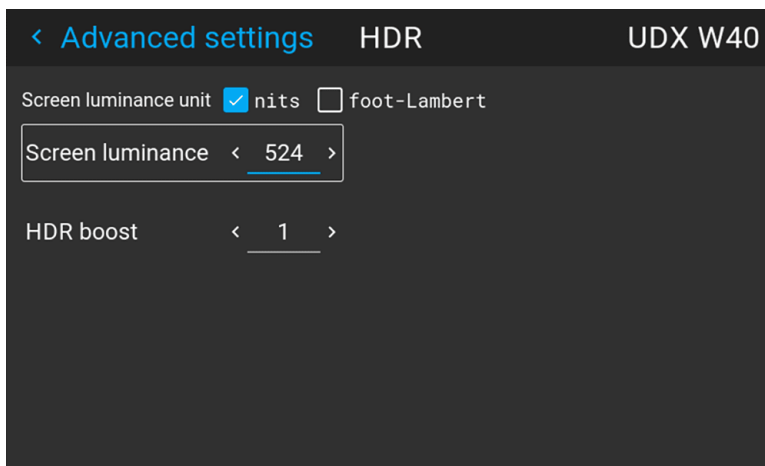 < Advanced settings HDR UDX W40
Screen luminance unit nits foot-Lambert
Screen luminance < 524 >
HDR boost < 1 >